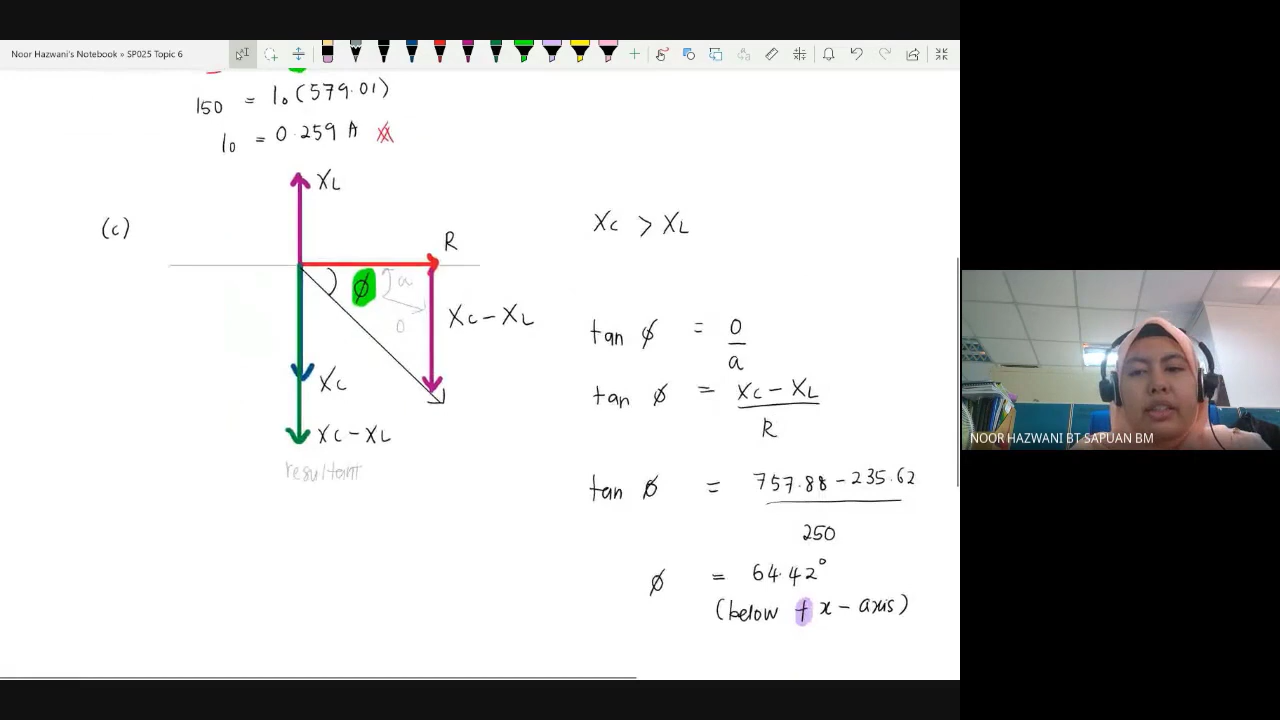 Noor Hazwani's Notebook » SP025 Topic 6
150 = I₀ (579.01)
I₀ = 0.259 A
(c)
XL
R
ϕ
a
o
XC - XL
XC
XC - XL
resultant
XC > XL
tan ϕ = o/a
tan ϕ = XC - XL / R
tan ϕ = 757.88 - 235.62 / 250
ϕ = 64.42°
(below + x - axis)
NOOR HAZWANI BT SAPUAN BM